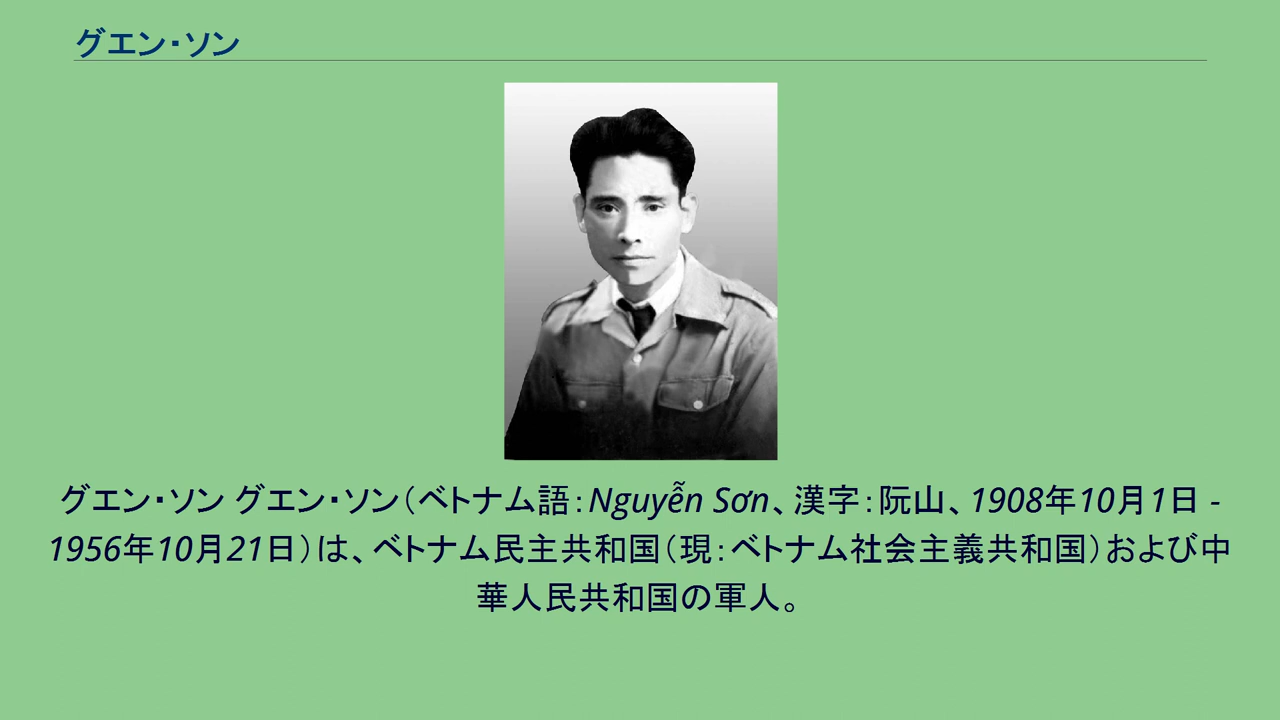 グエン・ソン
グエン・ソン グエン・ソン（ベトナム語：Nguyễn Sơn、漢字：阮山、1908年10月1日 -
1956年10月21日）は、ベトナム民主共和国（現：ベトナム社会主義共和国）および中
華人民共和国の軍人。